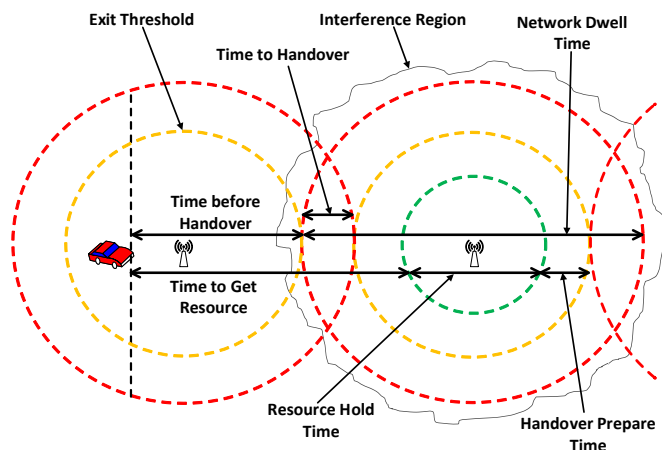 Exit Threshold
Interference Region
Network Dwell
Time
Time to Handover
Time before
Handover
Time to Get
Resource
Resource Hold
Time
Handover Prepare
Time